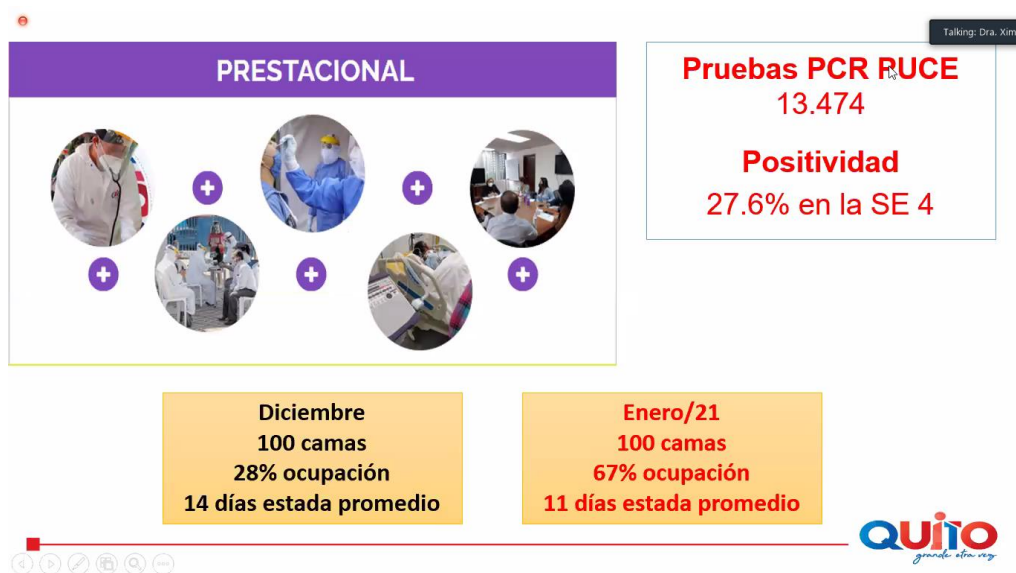 Talking: Dra. Xim
PRESTACIONAL
Pruebas PCR PUCE
13.474
Positividad
27.6% en la SE 4
Diciembre
100 camas
28% ocupación
14 días estada promedio
Enero/21
100 camas
67% ocupación
11 días estada promedio
QUITO
grande otra vez